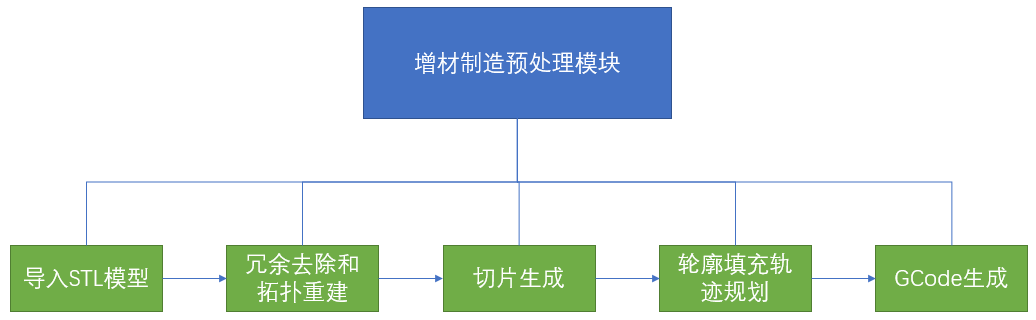 增材制造预处理模块
导入STL模型
冗余去除和
拓扑重建
切片生成
轮廓填充轨
迹规划
GCode生成